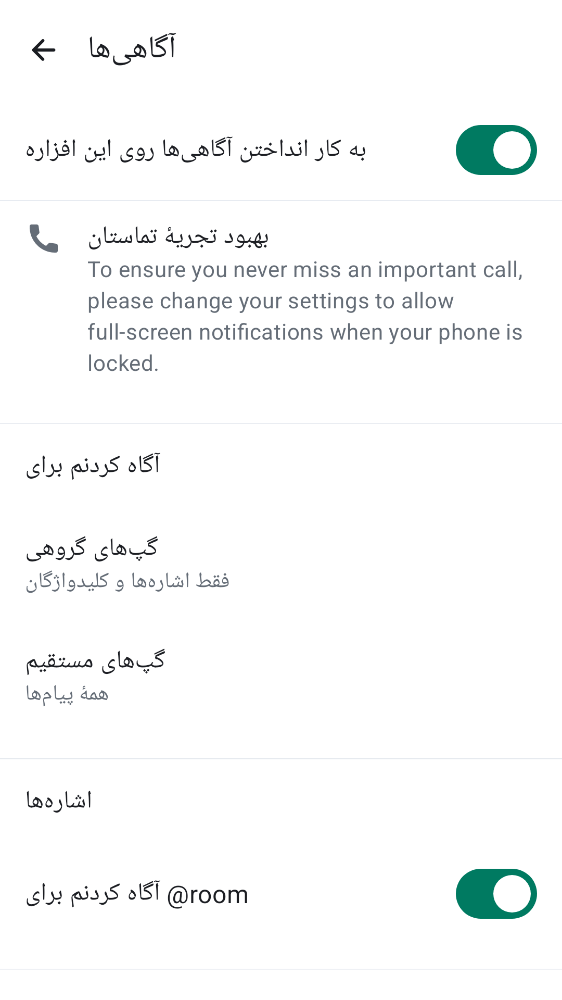 آگاهی‌ها
به کار انداختن آگاهی‌ها روی این افزاره
بهبود تجربهٔ تماستان
To ensure you never miss an important call,
please change your settings to allow
full-screen notifications when your phone is
locked.
آگاه کردنم برای
گپ‌های گروهی
فقط اشاره‌ها و کلیدواژگان
گپ‌های مستقیم
همهٔ پیام‌ها
اشاره‌ها
آگاه کردنم برای @room